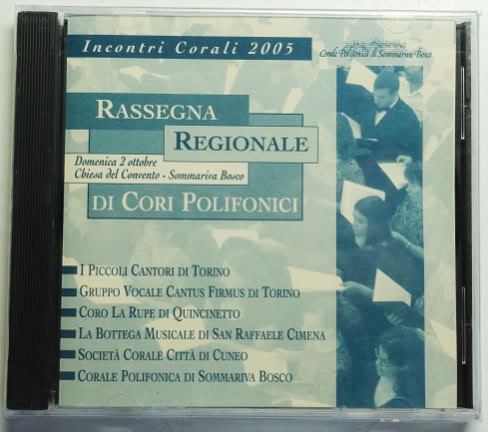 Incontri Corali 2005
Corale Polifonica di Sommariva Bosco
RASSEGNA
REGIONALE
Domenica 2 ottobre
Chiesa del Convento - Sommariva Bosco
DI CORI POLIFONICI
I PICCOLI CANTORI DI TORINO
GRUPPO VOCALE CANTUS FIRMUS DI TORINO
CORO LA RUPE DI QUINCINETTO
LA BOTTEGA MUSICALE DI SAN RAFFAELE CIMENA
SOCIETÀ CORALE CITTÀ DI CUNEO
CORALE POLIFONICA DI SOMMARIVA BOSCO